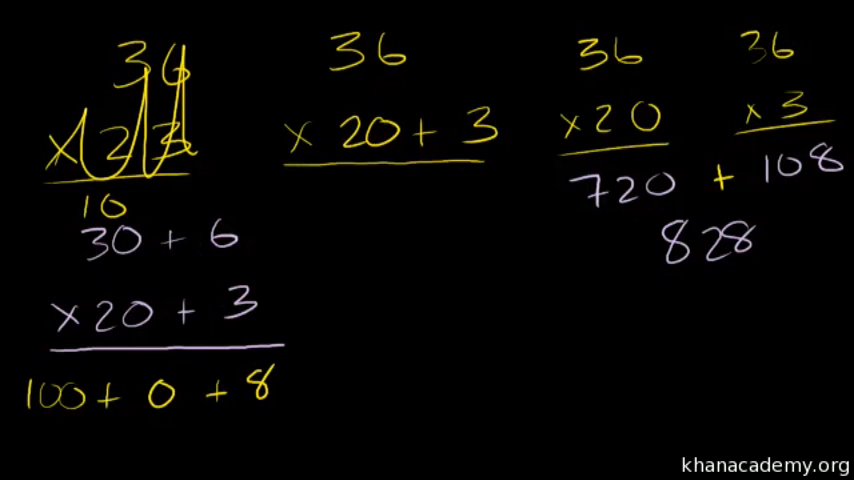 36
× 23
10
30 + 6
× 20 + 3
100 + 0 + 8
36
× 20 + 3
36
× 20
720 + 108
36
× 3
828
khanacademy.org